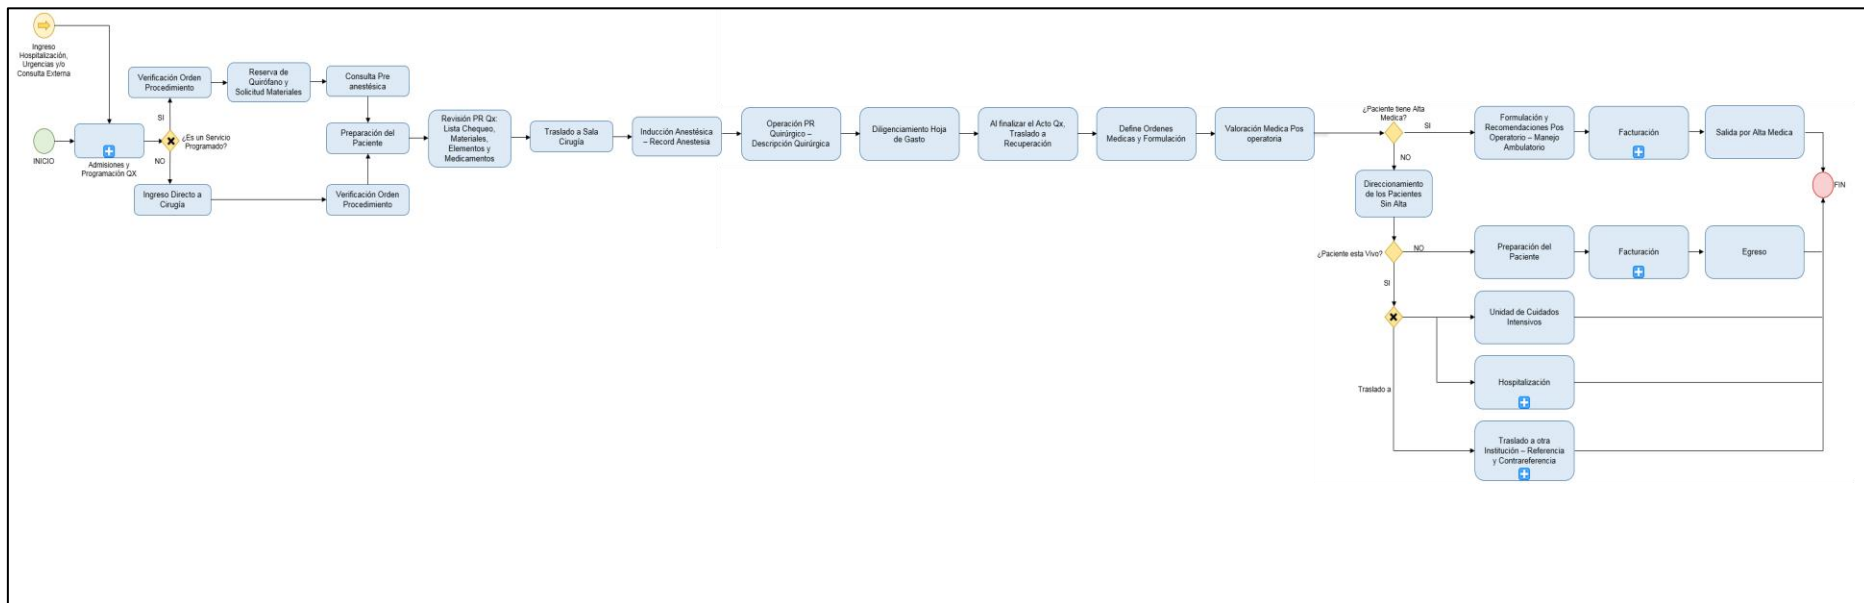 Ingreso
Hospitalización,
Urgencias y/o
Consulta Externa
INICIO
Admisiones y
Programación QX
¿Es un Servicio
Programado?
SI
NO
Verificación Orden
Procedimiento
Reserva de
Quirófano y
Solicitud Materiales
Consulta Pre
anestésica
Ingreso Directo a
Cirugía
Verificación Orden
Procedimiento
Preparación del
Paciente
Revisión PR Qx:
Lista Chequeo,
Materiales,
Elementos y
Medicamentos
Traslado a Sala
Cirugía
Inducción Anestésica
– Record Anestesia
Operación PR
Quirúrgico –
Descripción Quirúrgica
Diligenciamiento Hoja
de Gasto
Al finalizar el Acto Qx,
Traslado a
Recuperación
Define Ordenes
Medicas y Formulación
Valoración Medica Pos
operatoria
¿Paciente tiene Alta
Medica?
SI
Formulación y
Recomendaciones Pos
Operatorio – Manejo
Ambulatorio
Facturación
Salida por Alta Medica
FIN
NO
Direccionamiento
de los Pacientes
Sin Alta
¿Paciente esta Vivo?
NO
Preparación del
Paciente
Facturación
Egreso
SI
Unidad de Cuidados
Intensivos
Hospitalización
Traslado a
Traslado a otra
Institución – Referencia
y Contrareferencia